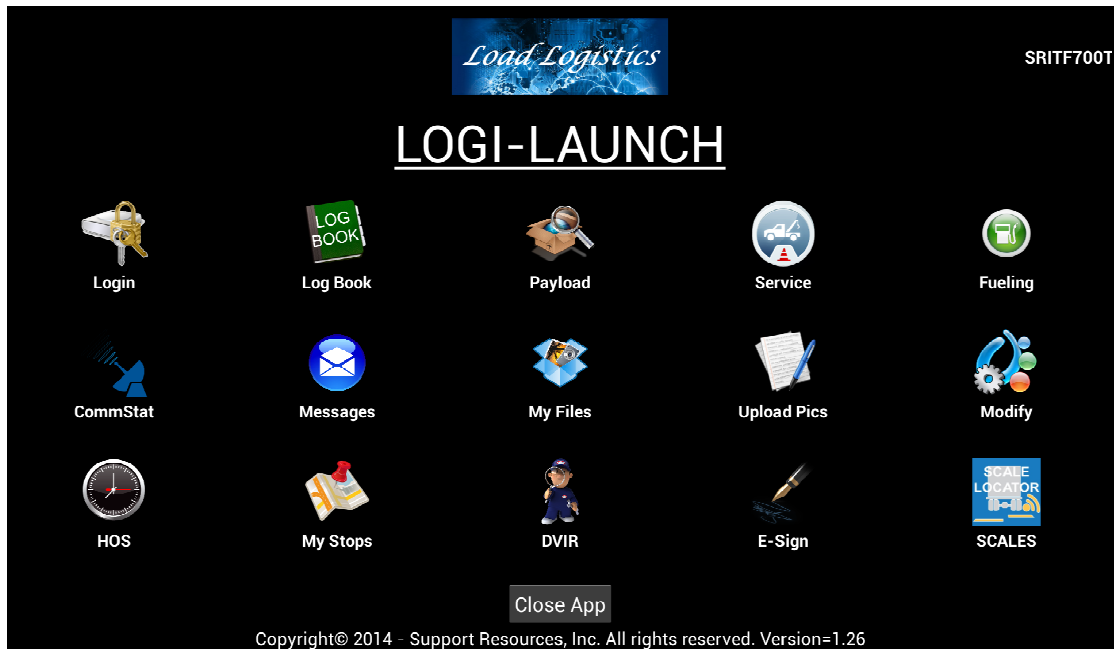 Load Logistics
SRITF700T
LOGI-LAUNCH
LOG
BOOK
Login
Log Book
Payload
Service
Fueling
CommStat
Messages
My Files
Upload Pics
Modify
SCALE
LOCATOR
HOS
My Stops
DVIR
E-Sign
SCALES
Close App
Copyright© 2014 - Support Resources, Inc. All rights reserved. Version=1.26